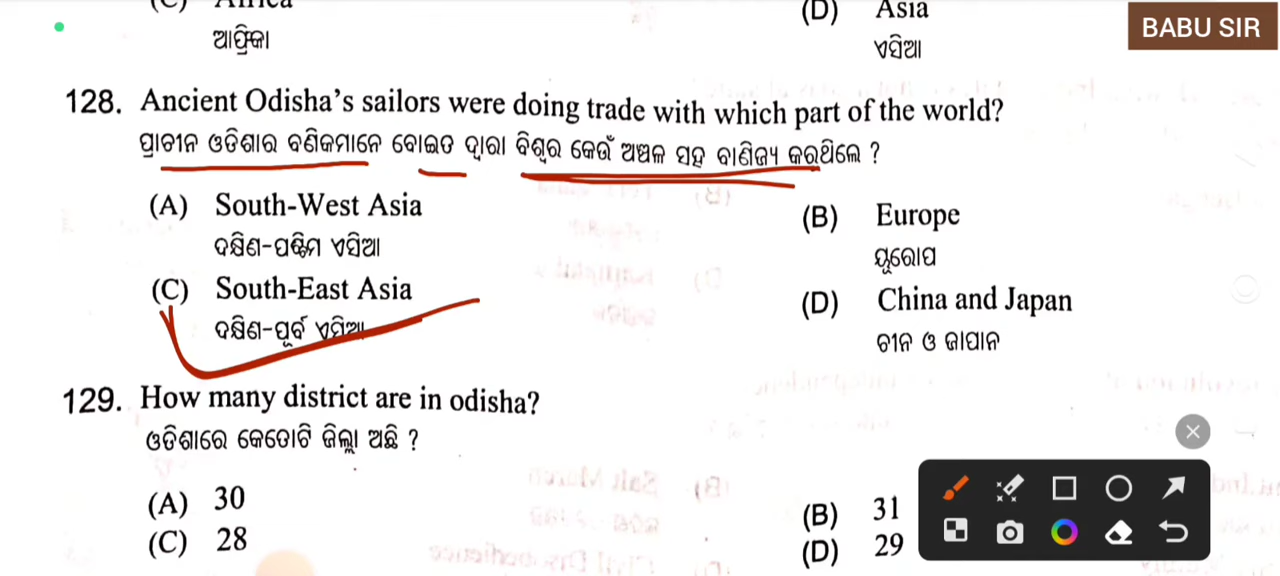 (C) Africa
(D) Asia
BABU SIR
ଆଫ୍ରିକା
ଏସିଆ
128. Ancient Odisha's sailors were doing trade with which part of the world?
ପ୍ରାଚୀନ ଓଡିଶାର ବଣିକମାନେ ବୋଇତ ଦ୍ୱାରା ବିଶ୍ୱର କେଉଁ ଅଞ୍ଚଳ ସହ ବାଣିଜ୍ୟ କରୁଥିଲେ ?
(A) South-West Asia
(B) Europe
ଦକ୍ଷିଣ-ପଶ୍ଚିମ ଏସିଆ
ୟୁରୋପ
(C) South-East Asia
(D) China and Japan
ଦକ୍ଷିଣ-ପୂର୍ବ ଏସିଆ
ଚୀନ ଓ ଜାପାନ
129. How many district are in odisha?
ଓଡିଶାରେ କେତୋଟି ଜିଲ୍ଲା ଅଛି ?
(A) 30
(B) 31
(C) 28
(D) 29